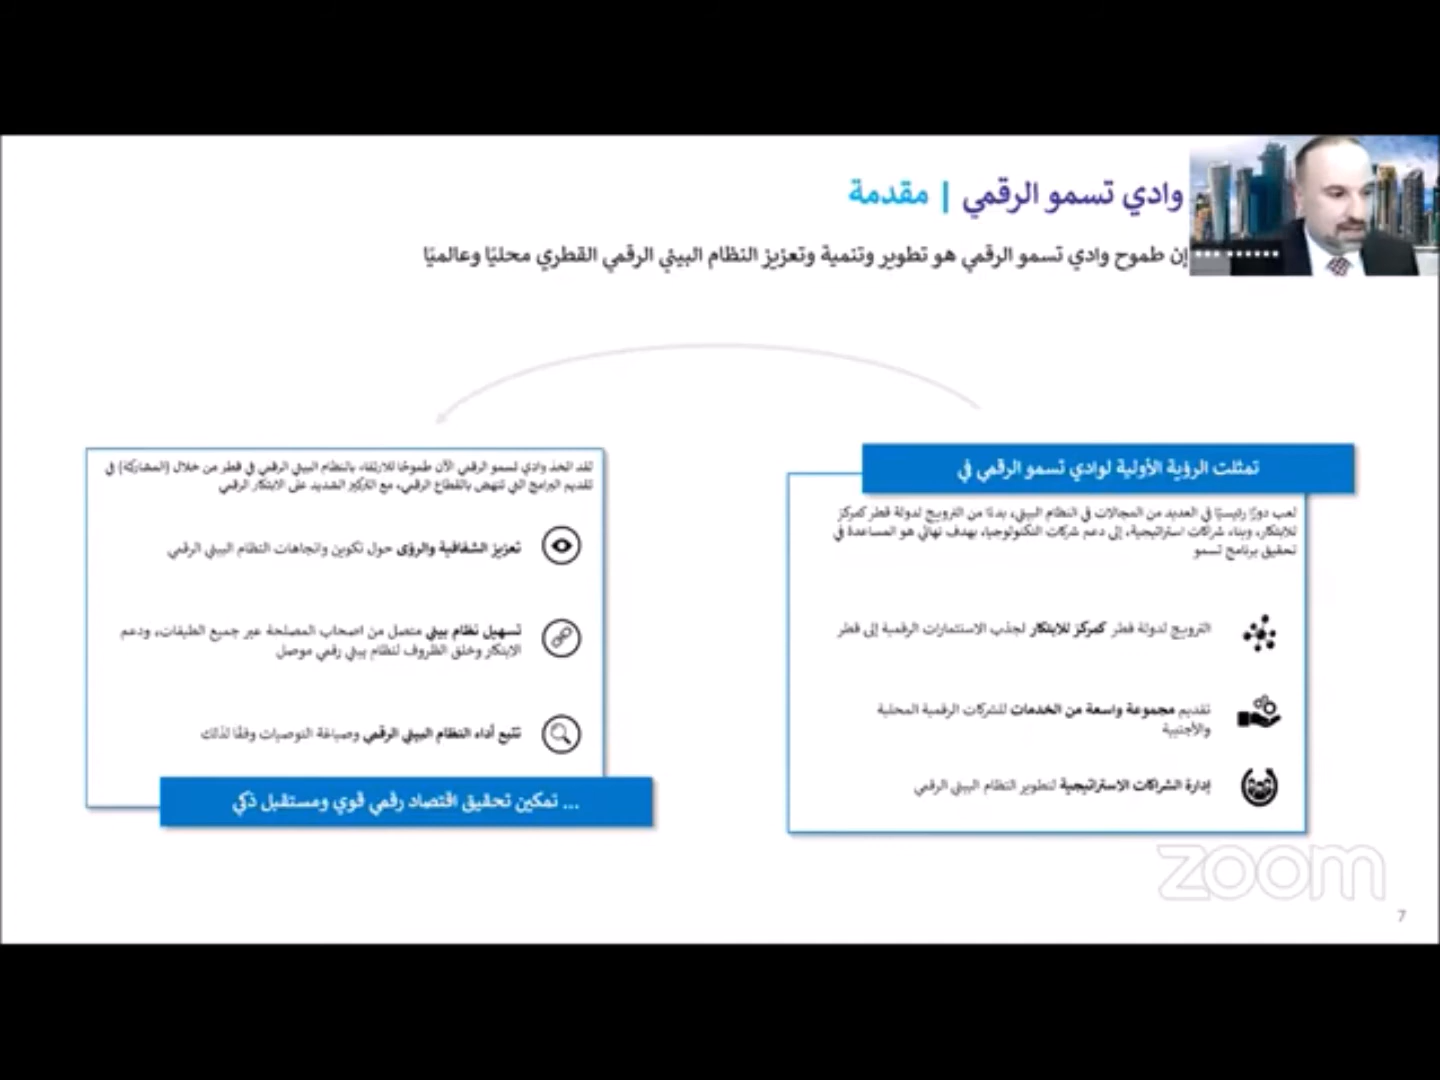 وادي تسمو الرقمي | مقدمة
إن طموح وادي تسمو الرقمي هو تطوير وتنمية وتعزيز النظام البيئي الرقمي القطري محليًا وعالميًا
تمثلت الرؤية الأولية لوادي تسمو الرقمي في
لعب دورًا رئيسيًا في العديد من المجالات في النظام البيئي، بدءًا من الترويج لدولة قطر كمركز
للابتكار، وبناء شراكات استراتيجية، إلى دعم شركات التكنولوجيا، بهدف نهائي هو المساعدة في
تحقيق برنامج تسمو
الترويج لدولة قطر كمركز للابتكار لجذب الاستثمارات الرقمية إلى قطر
تقديم مجموعة واسعة من الخدمات للشركات الرقمية المحلية
والأجنبية
إدارة الشراكات الاستراتيجية لتطوير النظام البيئي الرقمي
لقد اتخذ وادي تسمو الرقمي الآن طموحًا للارتقاء بالنظام البيئي الرقمي في قطر من خلال (المشاركة) في
تقديم البرامج التي تنهض بالقطاع الرقمي، مع التركيز الشديد على الابتكار الرقمي
تعزيز الشفافية والرؤى حول تكوين واتجاهات النظام البيئي الرقمي
تسهيل نظام بيئي متصل من اصحاب المصلحة عبر جميع الطبقات، ودعم
الابتكار وخلق الظروف لنظام بيئي رقمي موصل
تتبع أداء النظام البيئي الرقمي وصياغة التوصيات وفقًا لذلك
... تمكين تحقيق اقتصاد رقمي قوي ومستقبل ذكي
zoom
7